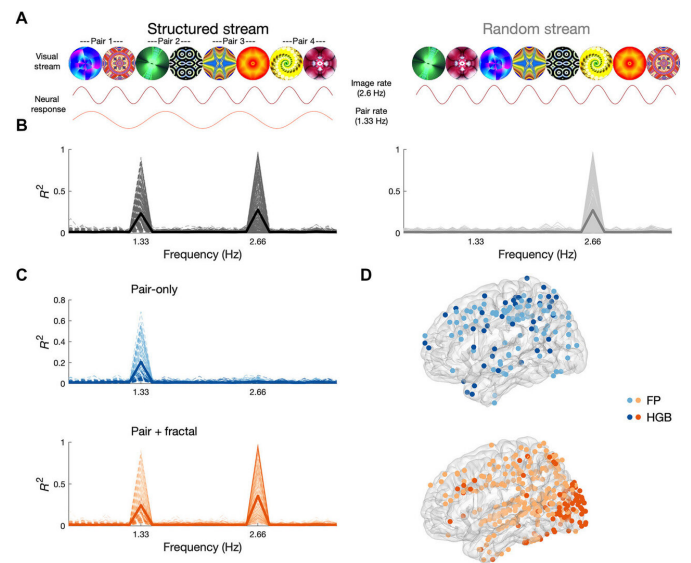 A
Structured stream
Random stream
--- Pair 1---
--- Pair 2---
--- Pair 3---
---- Pair 4---
Visual
stream
Image rate
(2.6 Hz)
Neural
response
Pair rate
(1.33 Hz)
B
R²
1
0.5
0
1.33
2.66
Frequency (Hz)
1
0.5
0
1.33
2.66
Frequency (Hz)
C
Pair-only
R²
0.8
0.6
0.4
0.2
0
1.33
2.66
Pair + fractal
R²
1
0.5
0
1.33
2.66
Frequency (Hz)
D
FP
HGB